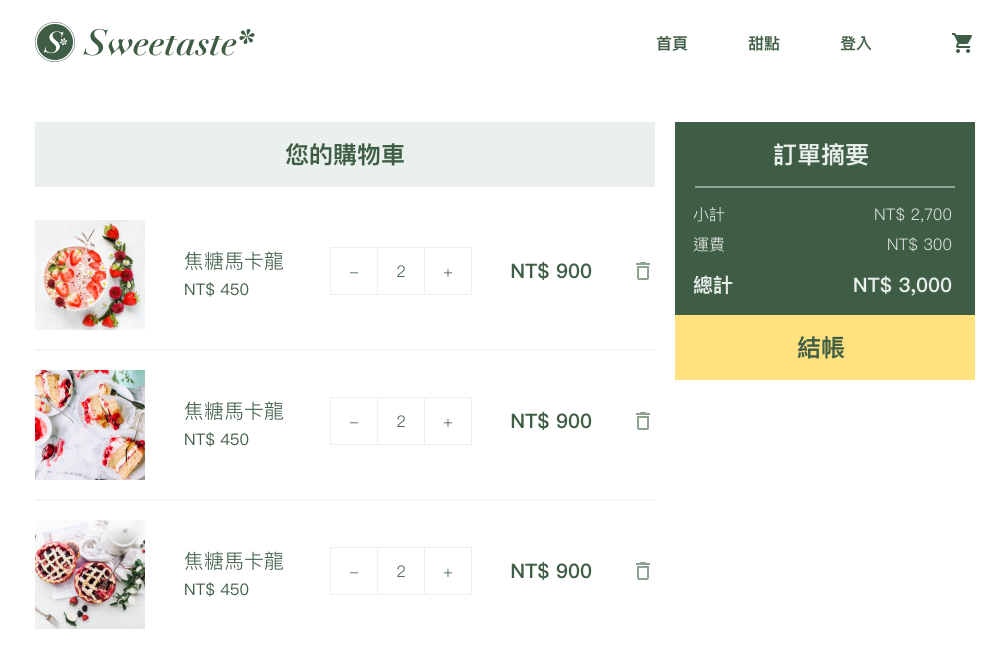 S* Sweetaste*
首頁 甜點 登入
您的購物車
焦糖馬卡龍
NT$ 450
－ 2 ＋
NT$ 900
焦糖馬卡龍
NT$ 450
－ 2 ＋
NT$ 900
焦糖馬卡龍
NT$ 450
－ 2 ＋
NT$ 900
訂單摘要
小計 NT$ 2,700
運費 NT$ 300
總計 NT$ 3,000
結帳